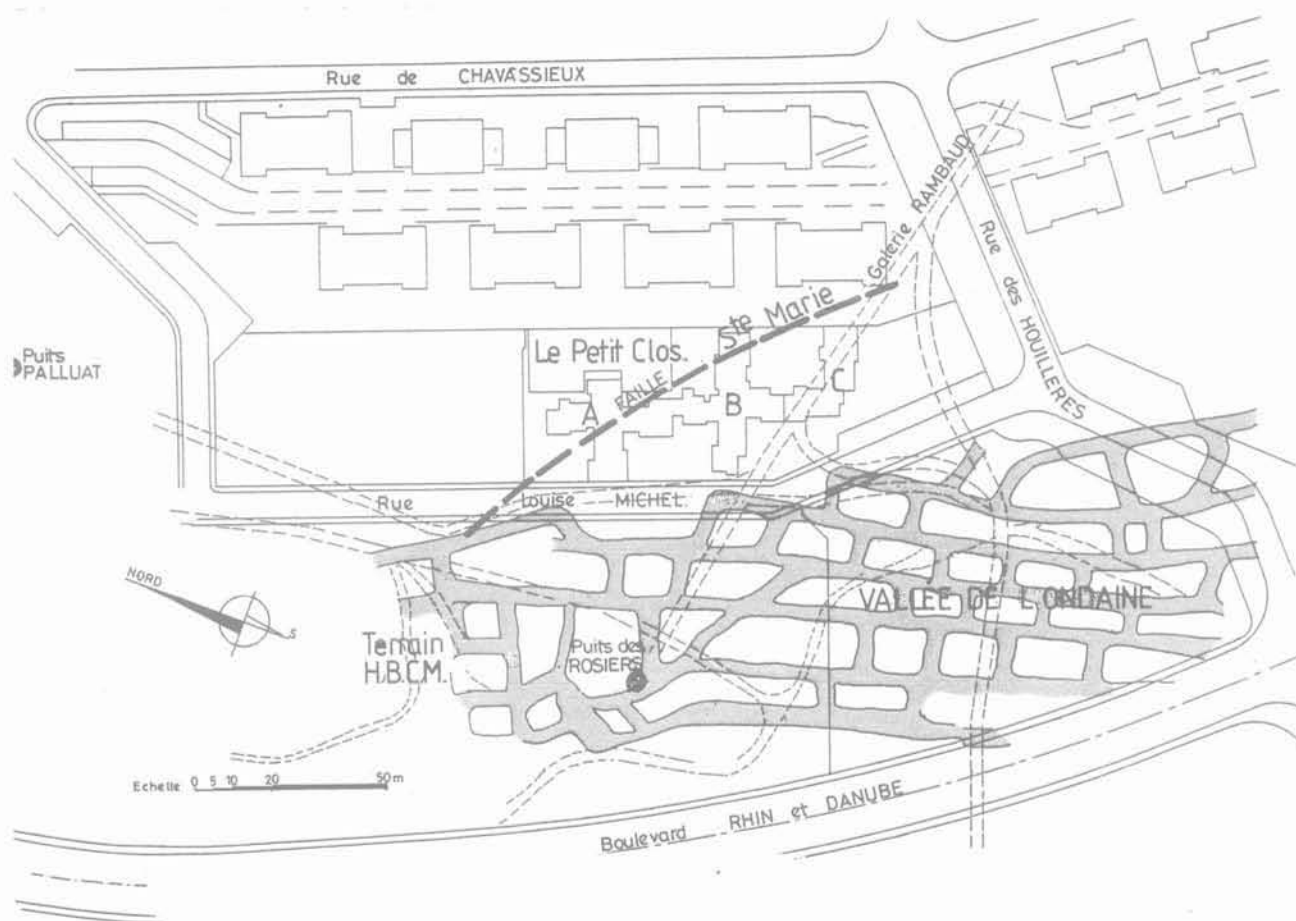 Rue de CHAVASSIEUX
Galerie RAMBAUD
Rue des HOUILLERES
Ste Marie
Puits
PALLUAT
Le Petit Clos.
FAILLE
A
B
C
Rue Louise MICHEL
NORD
S
VALLEE DE L'ONDAINE
Terrain
H.B.C.M.
Puits des
ROSIERS
Echelle 0 5 10 20 50m
Boulevard RHIN et DANUBE